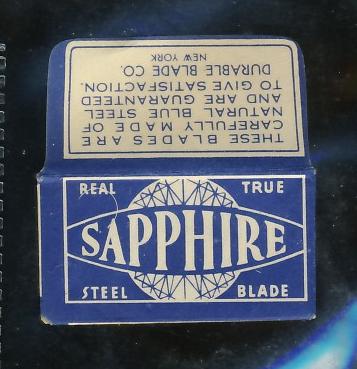 THESE BLADES ARE
CAREFULLY MADE OF
NATURAL BLUE STEEL
AND ARE GUARANTEED
TO GIVE SATISFACTION.
DURABLE BLADE CO.
NEW YORK
REAL TRUE
SAPPHIRE
STEEL BLADE